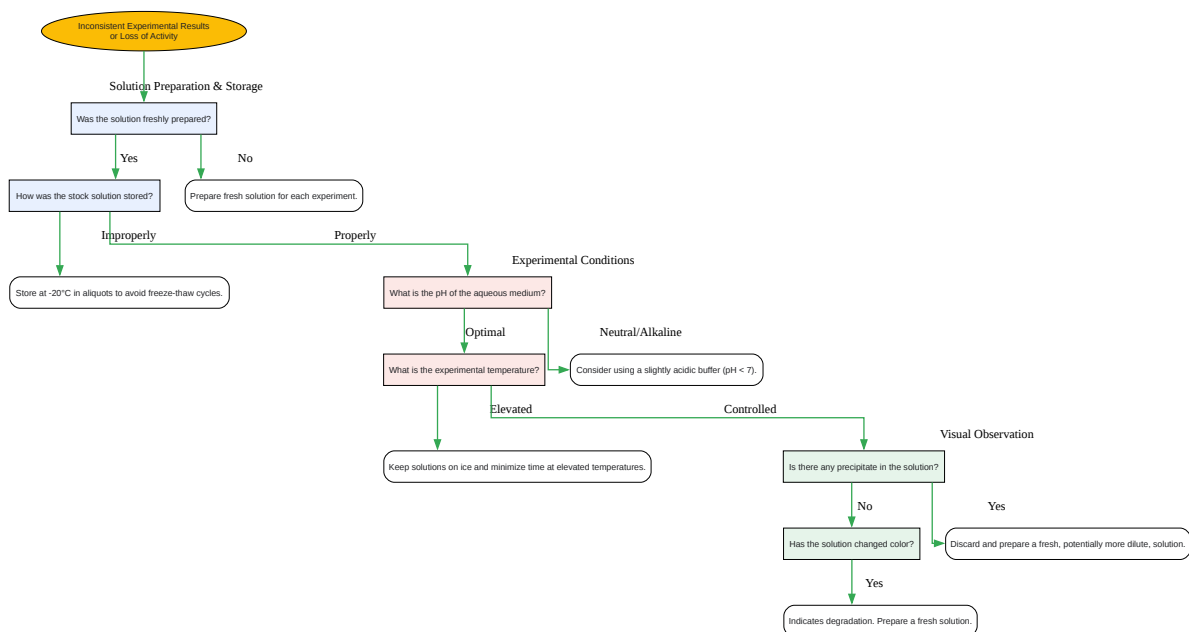 Inconsistent Experimental Results
or Loss of Activity
Solution Preparation & Storage
Was the solution freshly prepared?
Yes
No
How was the stock solution stored?
Prepare fresh solution for each experiment.
Improperly
Properly
Experimental Conditions
Store at -20°C in aliquots to avoid freeze-thaw cycles.
What is the pH of the aqueous medium?
Optimal
Neutral/Alkaline
What is the experimental temperature?
Consider using a slightly acidic buffer (pH < 7).
Elevated
Controlled
Visual Observation
Keep solutions on ice and minimize time at elevated temperatures.
Is there any precipitate in the solution?
No
Yes
Has the solution changed color?
Discard and prepare a fresh, potentially more dilute, solution.
Yes
Indicates degradation. Prepare a fresh solution.